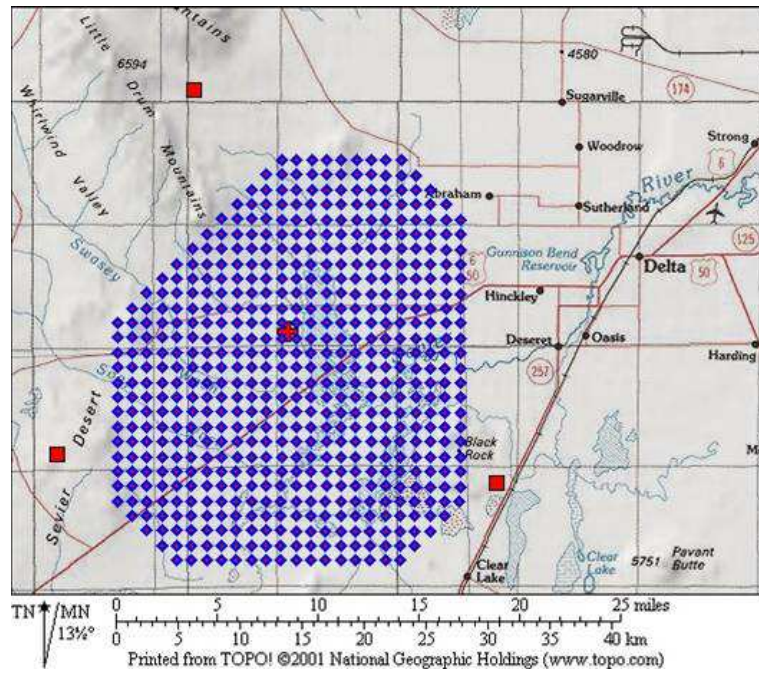 untains
Little
6594
Drum
Mountains
Whirlwind
Valley
Swasey
4580
174
Sugarville
Strong
6
Woodrow
River
Abraham
Sutherland
125
6
50
Gunnison Bend
Reservoir
Delta
50
Hinckley
Deseret
Oasis
Harding
257
Wash
Desert
Sevier
Black
Rock
M
Clear
Lake
Clear
Lake
5751
Pavant
Butte
TN MN
13½°
0 5 10 15 20 25 miles
0 5 10 15 20 25 30 35 40 km
Printed from TOPO! ©2001 National Geographic Holdings (www.topo.com)